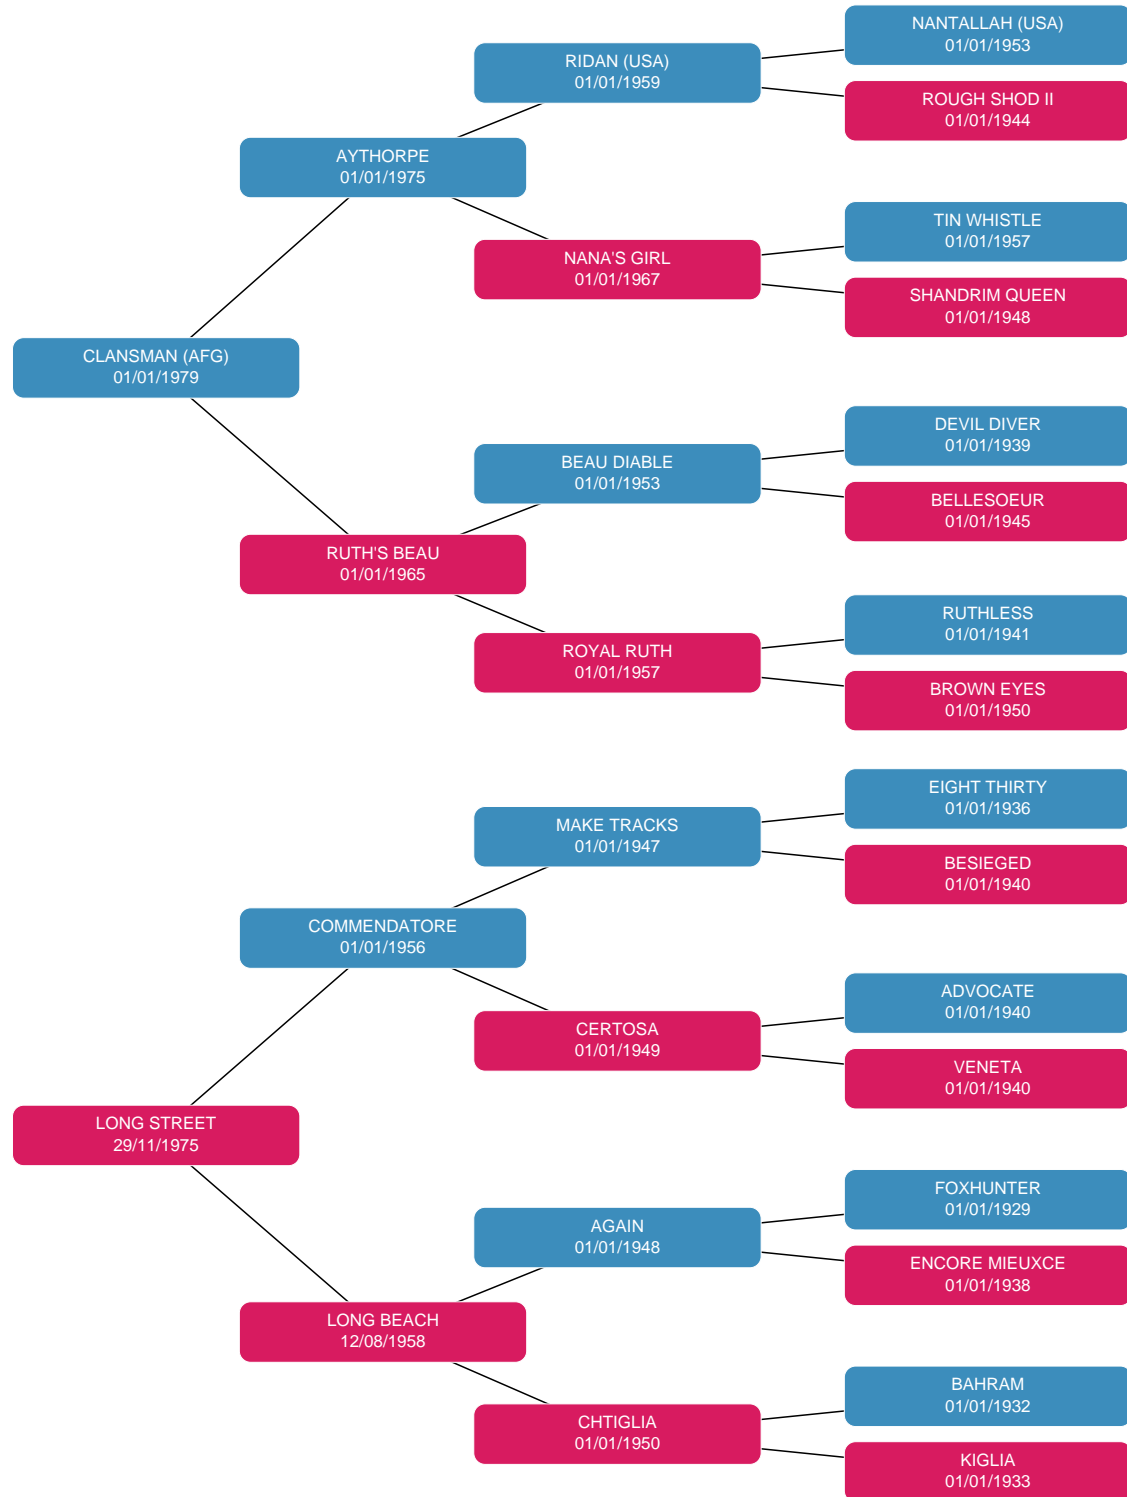 NANTALLAH (USA)
01/01/1953
RIDAN (USA)
01/01/1959
ROUGH SHOD II
01/01/1944
AYTHORPE
01/01/1975
TIN WHISTLE
01/01/1957
NANA'S GIRL
01/01/1967
SHANDRIM QUEEN
01/01/1948
CLANSMAN (AFG)
01/01/1979
DEVIL DIVER
01/01/1939
BEAU DIABLE
01/01/1953
BELLESOEUR
01/01/1945
RUTH'S BEAU
01/01/1965
RUTHLESS
01/01/1941
ROYAL RUTH
01/01/1957
BROWN EYES
01/01/1950
EIGHT THIRTY
01/01/1936
MAKE TRACKS
01/01/1947
BESIEGED
01/01/1940
COMMENDATORE
01/01/1956
ADVOCATE
01/01/1940
CERTOSA
01/01/1949
VENETA
01/01/1940
LONG STREET
29/11/1975
FOXHUNTER
01/01/1929
AGAIN
01/01/1948
ENCORE MIEUXCE
01/01/1938
LONG BEACH
12/08/1958
BAHRAM
01/01/1932
CHTIGLIA
01/01/1950
KIGLIA
01/01/1933